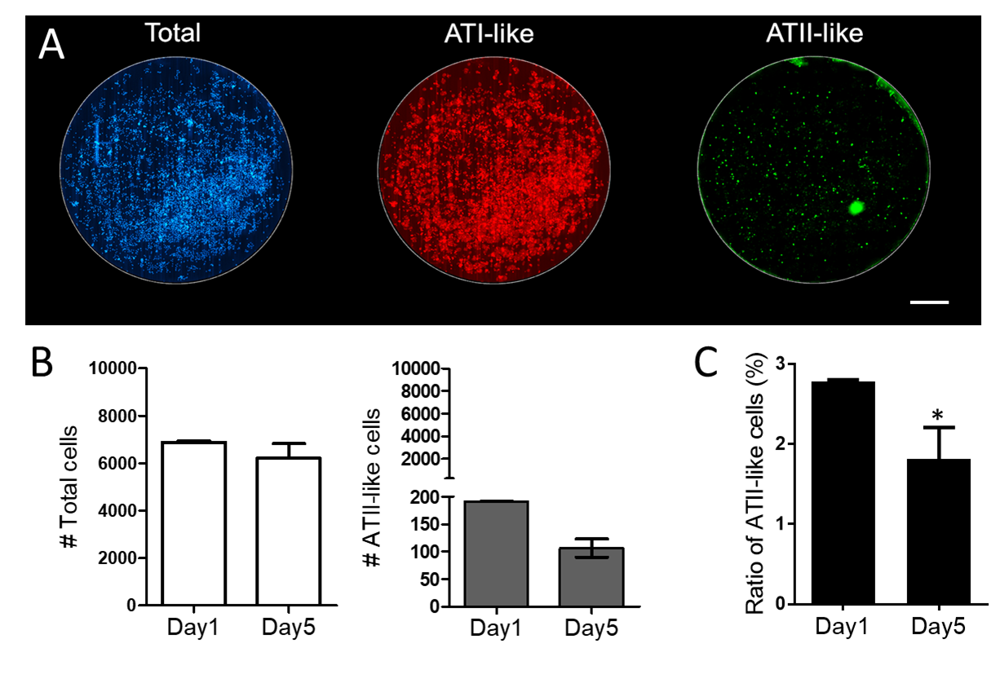 A
Total
ATI-like
ATII-like
B
# Total cells
10000
8000
6000
4000
2000
0
Day1
Day5
# ATII-like cells
10000
8000
6000
4000
2000
200
150
100
50
0
Day1
Day5
C
Ratio of ATII-like cells (%)
3
2
1
0
*
Day1
Day5